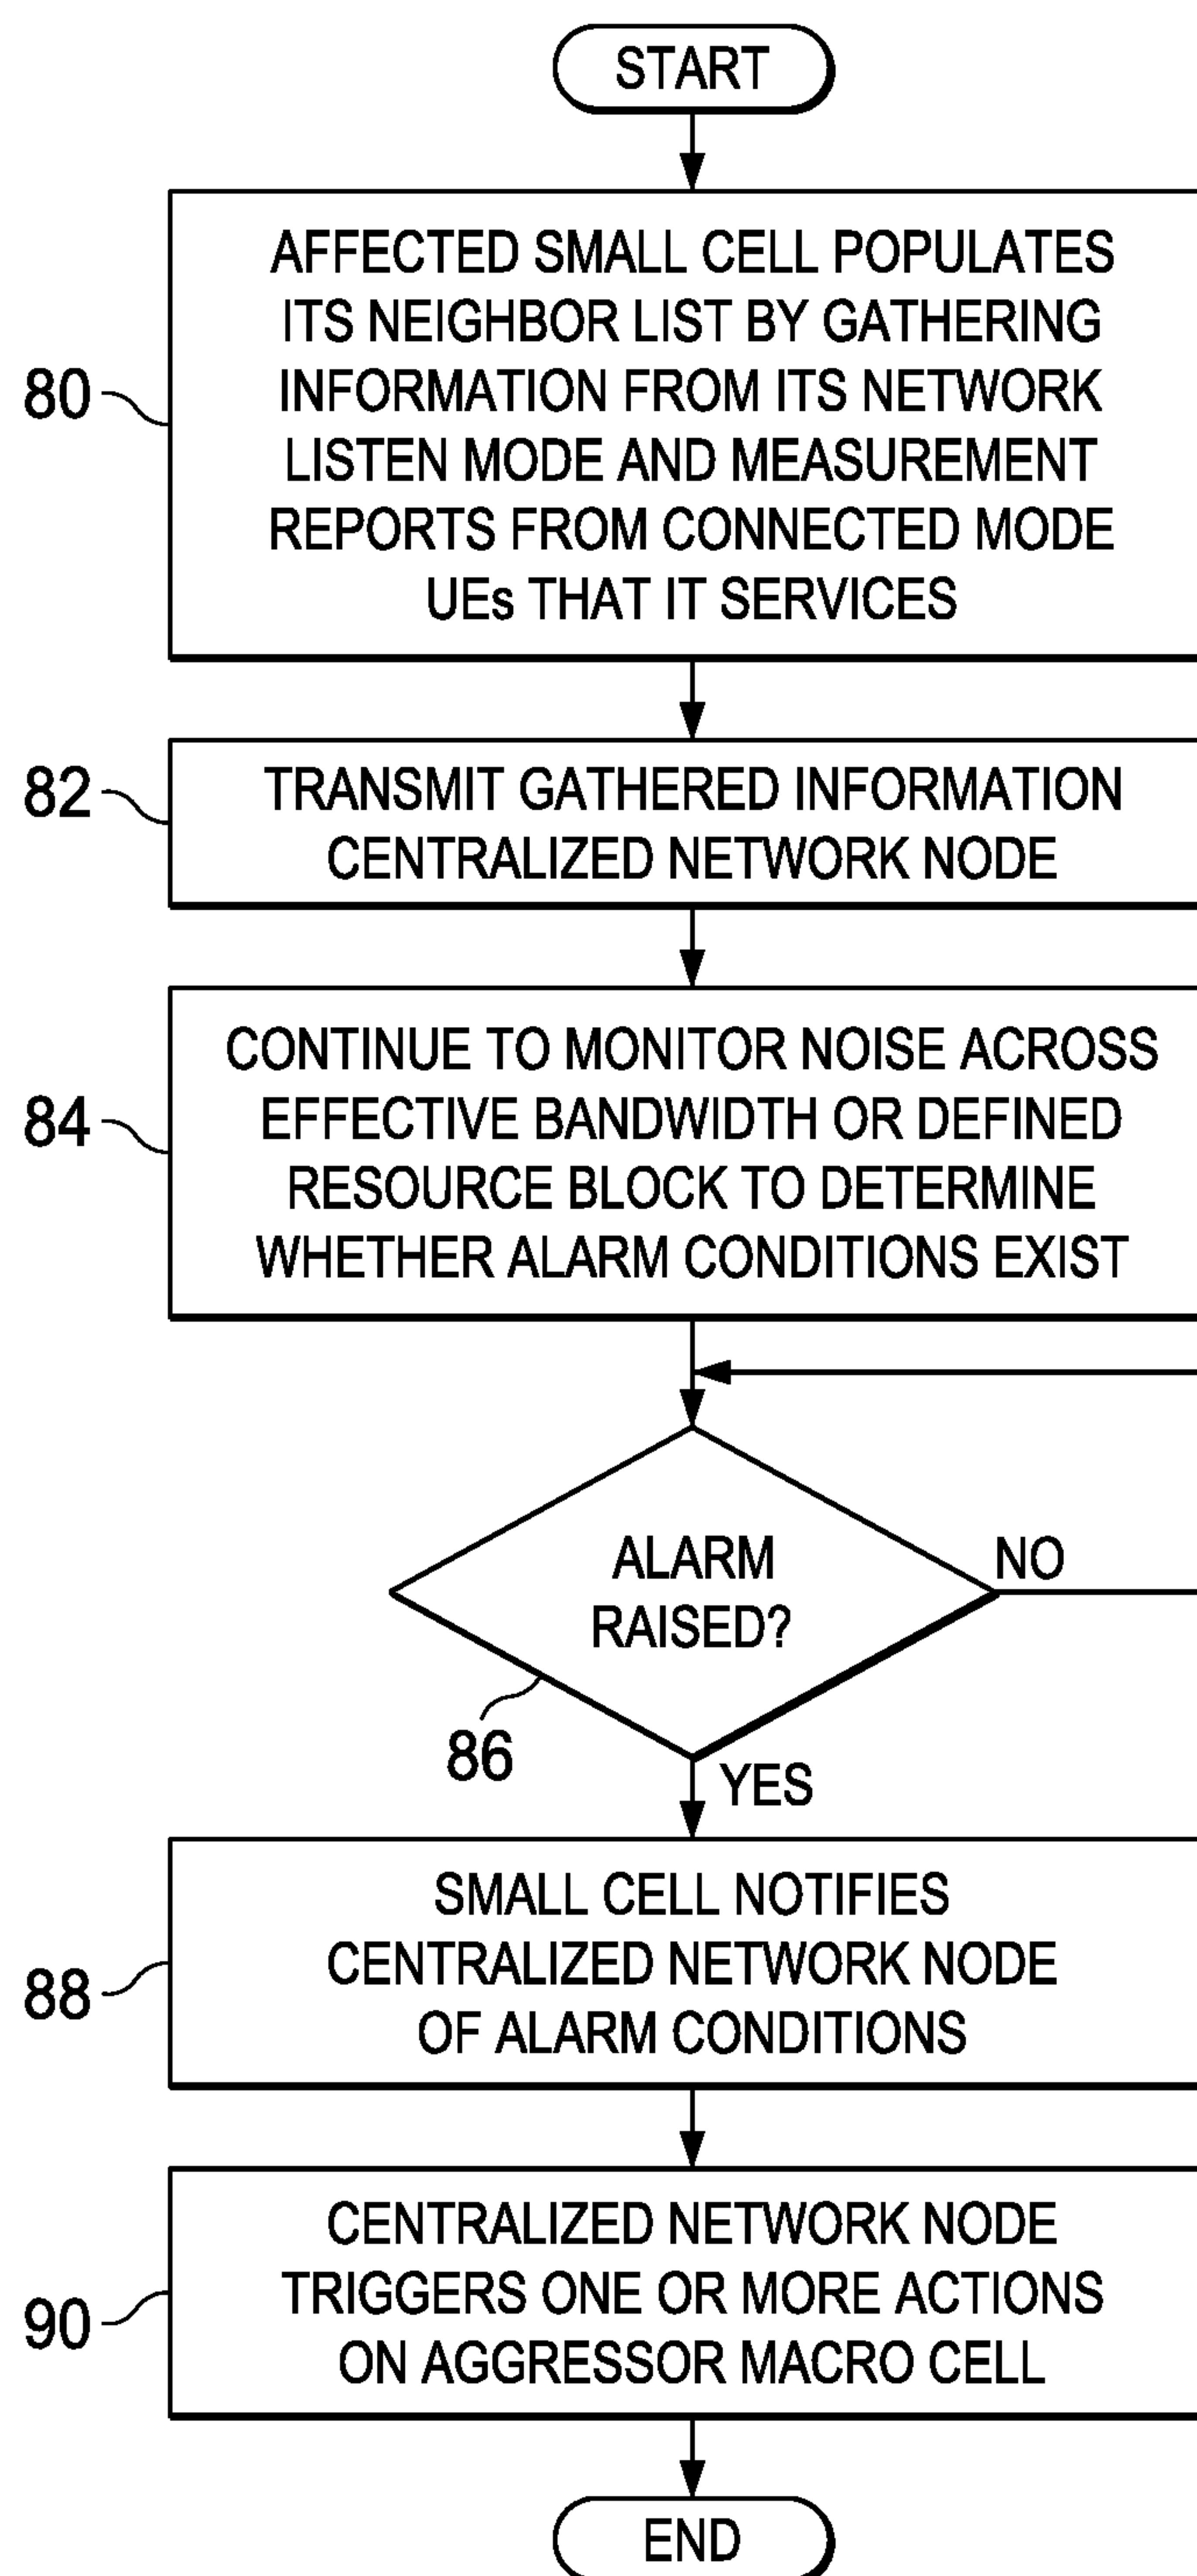 START
AFFECTED SMALL CELL POPULATES
ITS NEIGHBOR LIST BY GATHERING
INFORMATION FROM ITS NETWORK
LISTEN MODE AND MEASUREMENT
REPORTS FROM CONNECTED MODE
UEs THAT IT SERVICES
80
TRANSMIT GATHERED INFORMATION
CENTRALIZED NETWORK NODE
82
CONTINUE TO MONITOR NOISE ACROSS
EFFECTIVE BANDWIDTH OR DEFINED
RESOURCE BLOCK TO DETERMINE
WHETHER ALARM CONDITIONS EXIST
84
ALARM
RAISED?
NO
86
YES
SMALL CELL NOTIFIES
CENTRALIZED NETWORK NODE
OF ALARM CONDITIONS
88
CENTRALIZED NETWORK NODE
TRIGGERS ONE OR MORE ACTIONS
ON AGGRESSOR MACRO CELL
90
END